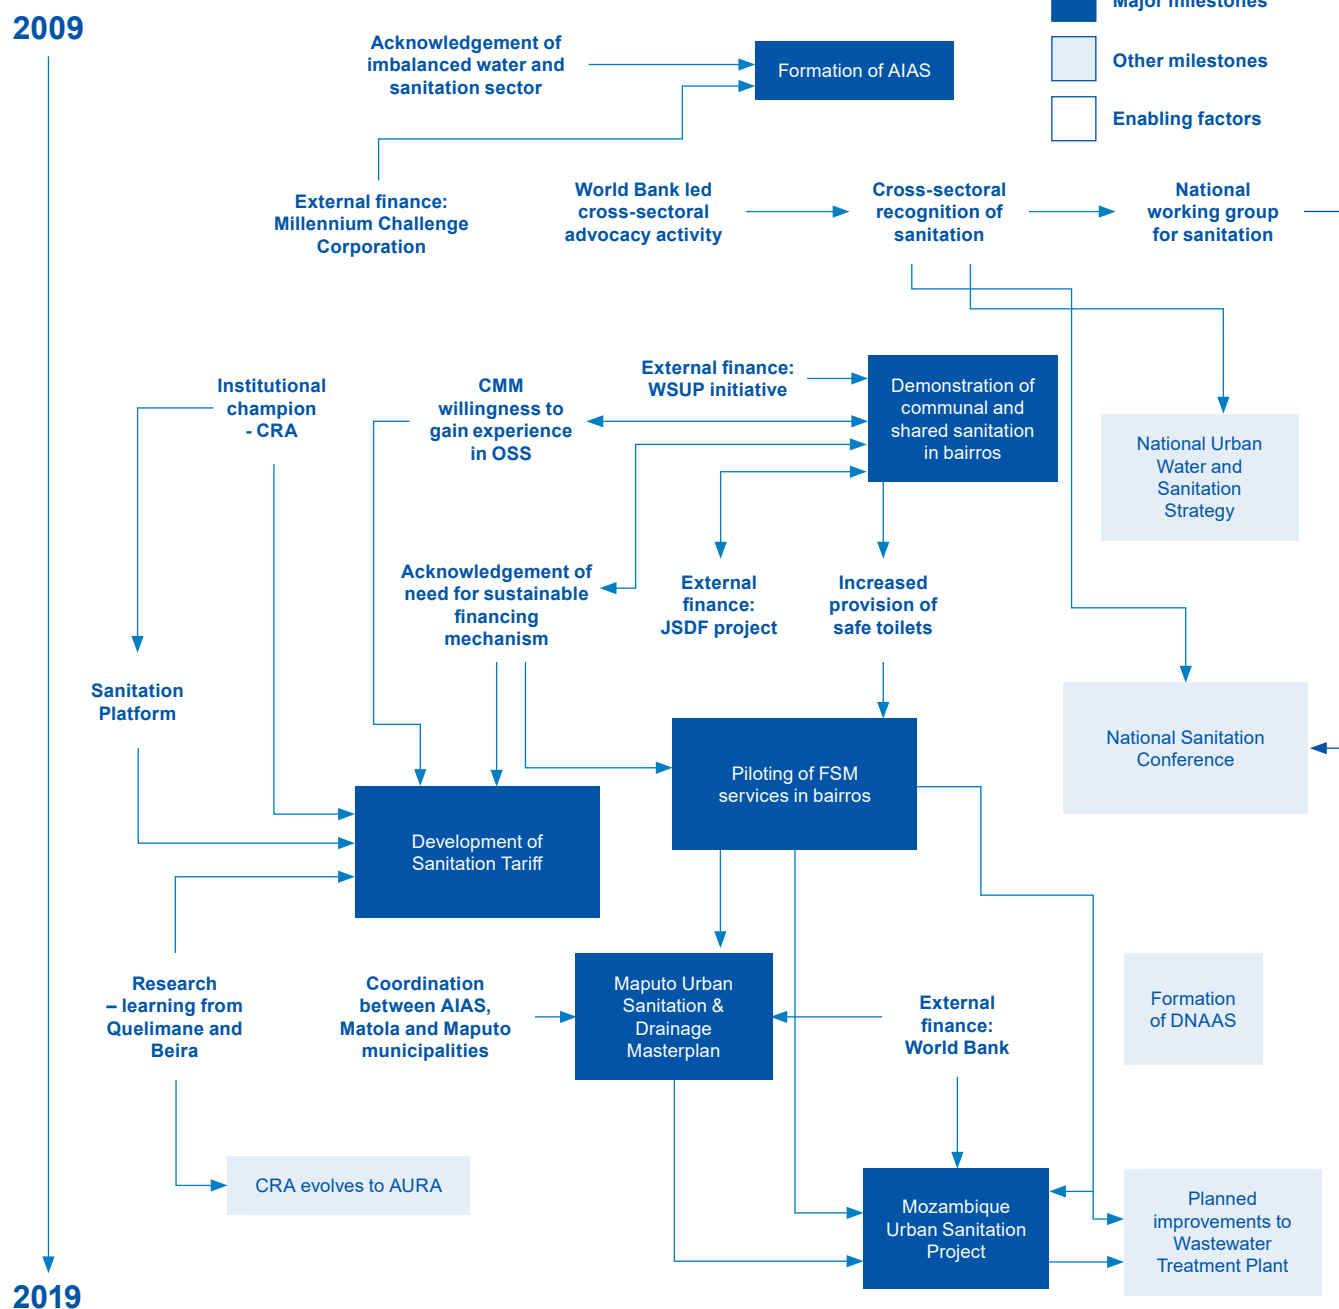 2009
Major milestones
Other milestones
Enabling factors
Acknowledgement of
imbalanced water and
sanitation sector
Formation of AIAS
External finance:
Millennium Challenge
Corporation
World Bank led
cross-sectoral
advocacy activity
Cross-sectoral
recognition of
sanitation
National
working group
for sanitation
Institutional
champion
- CRA
CMM
willingness to
gain experience
in OSS
External finance:
WSUP initiative
Demonstration of
communal and
shared sanitation
in bairros
National Urban
Water and
Sanitation
Strategy
Acknowledgement of
need for sustainable
financing
mechanism
External
finance:
JSDF project
Increased
provision of
safe toilets
Sanitation
Platform
National Sanitation
Conference
Piloting of FSM
services in bairros
Development of
Sanitation Tariff
Research
– learning from
Quelimane and
Beira
Coordination
between AIAS,
Matola and Maputo
municipalities
Maputo Urban
Sanitation &
Drainage
Masterplan
External
finance:
World Bank
Formation
of DNAAS
CRA evolves to AURA
Mozambique
Urban Sanitation
Project
Planned
improvements to
Wastewater
Treatment Plant
2019